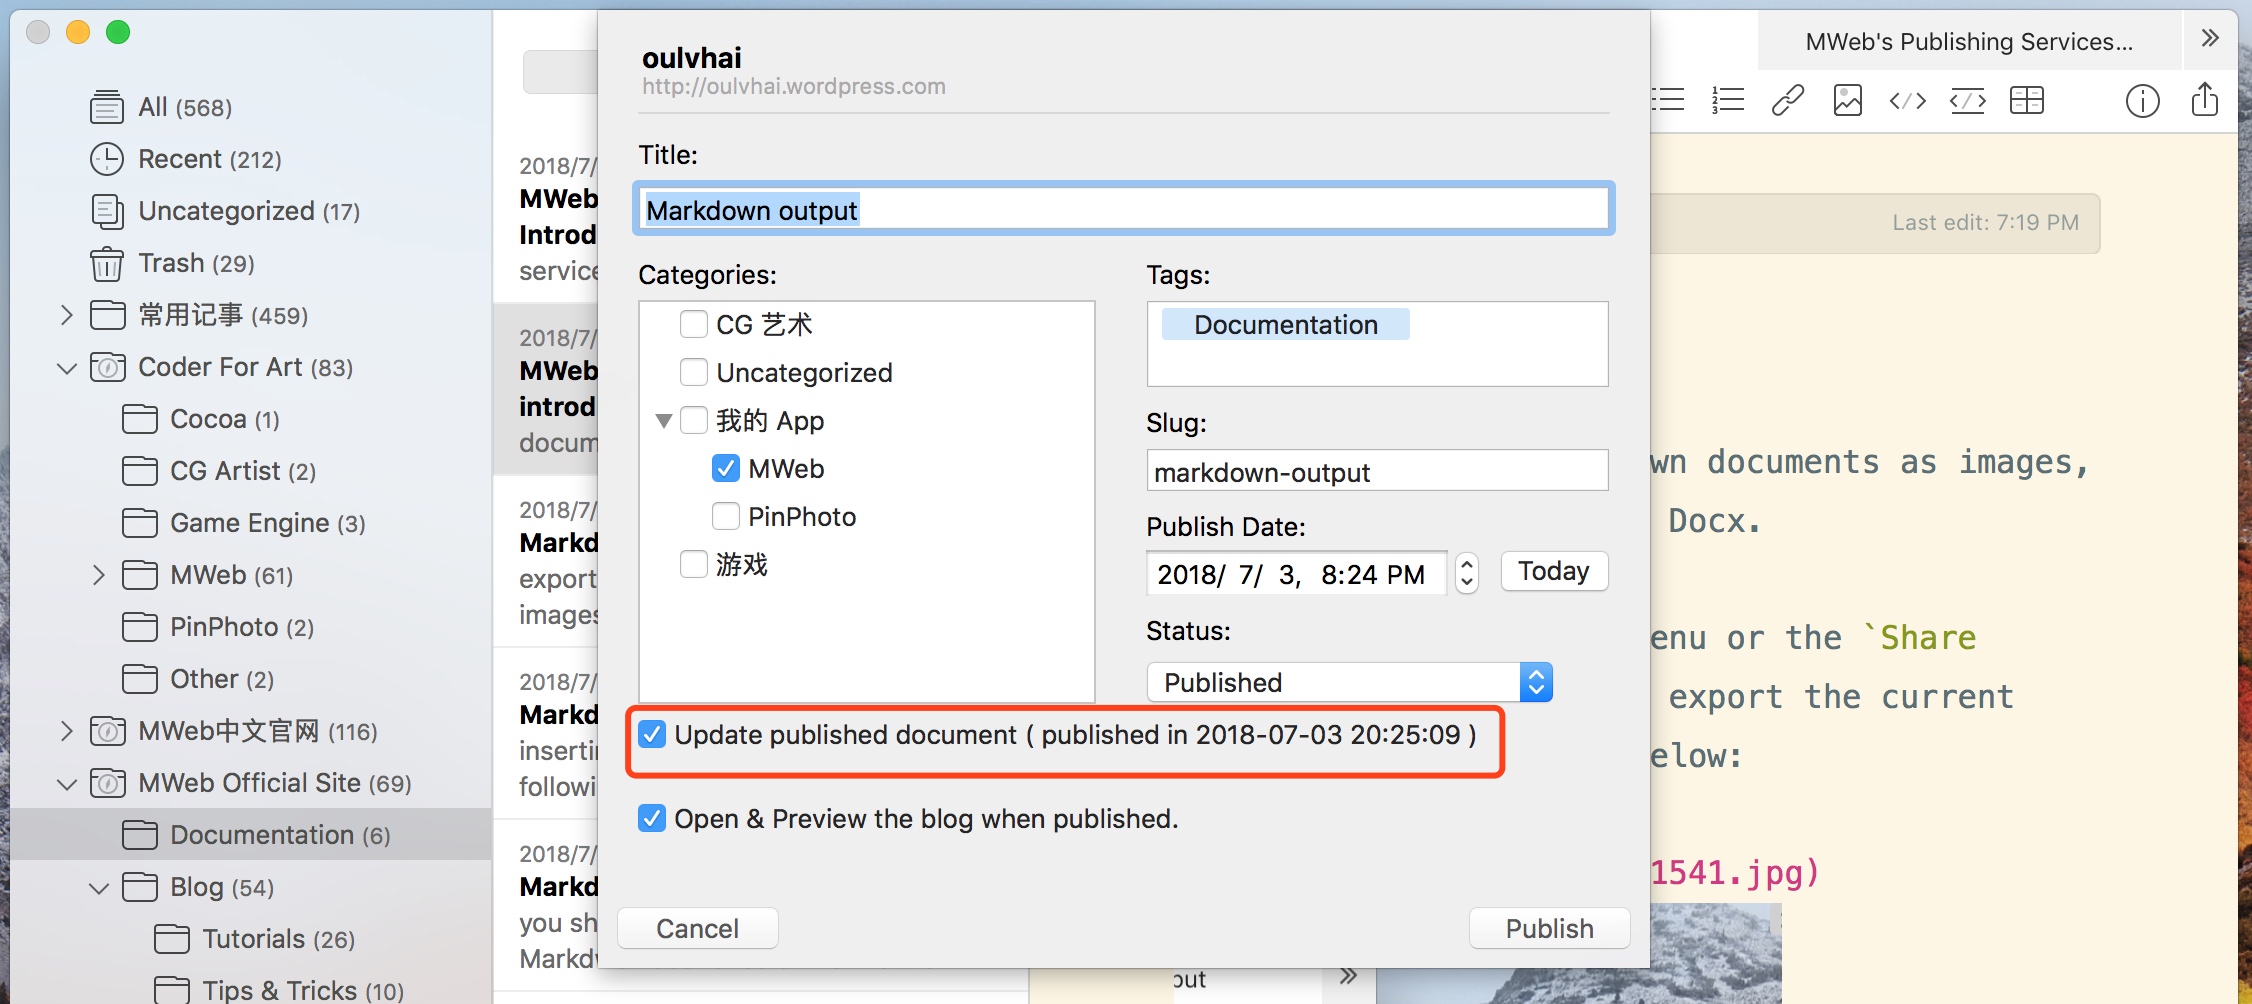 All (568)
Recent (212)
Uncategorized (17)
Trash (29)
常用记事 (459)
Coder For Art (83)
Cocoa (1)
CG Artist (2)
Game Engine (3)
MWeb (61)
PinPhoto (2)
Other (2)
MWeb中文官网 (116)
MWeb Official Site (69)
Documentation (6)
Blog (54)
Tutorials (26)
Tips & Tricks (10)
2018/7/
MWeb
Introd
service
2018/7/
MWeb
introd
docum
2018/7/
Markd
export
images
2018/7/
Markd
insertin
followi
2018/7/
Markd
you sh
Markdo
oulvhai
http://oulvhai.wordpress.com
Title:
Markdown output
Categories:
CG 艺术
Uncategorized
我的 App
MWeb
PinPhoto
游戏
Tags:
Documentation
Slug:
markdown-output
Publish Date:
2018/ 7/ 3, 8:24 PM
Today
Status:
Published
Update published document ( published in 2018-07-03 20:25:09 )
Open & Preview the blog when published.
Cancel
Publish
MWeb's Publishing Services...
Last edit: 7:19 PM
wn documents as images,
Docx.
enu or the `Share
export the current
elow:
1541.jpg)
put